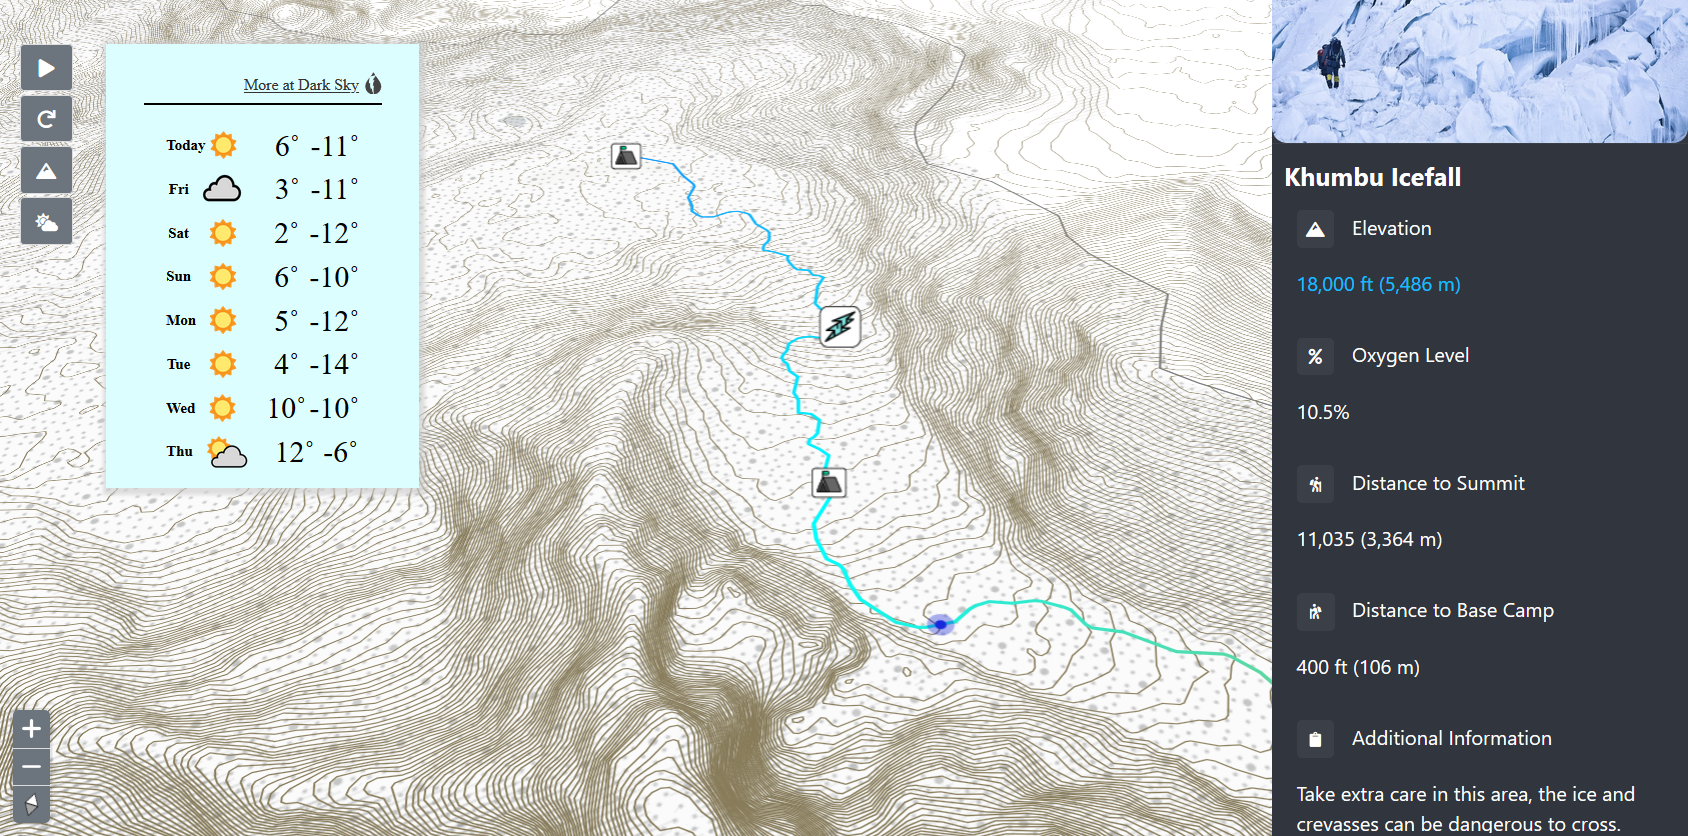 More at Dark Sky
Today 6° -11°
Fri 3° -11°
Sat 2° -12°
Sun 6° -10°
Mon 5° -12°
Tue 4° -14°
Wed 10° -10°
Thu 12° -6°
Khumbu Icefall
Elevation
18,000 ft (5,486 m)
Oxygen Level
10.5%
Distance to Summit
11,035 (3,364 m)
Distance to Base Camp
400 ft (106 m)
Additional Information
Take extra care in this area, the ice and
crevasses can be dangerous to cross.